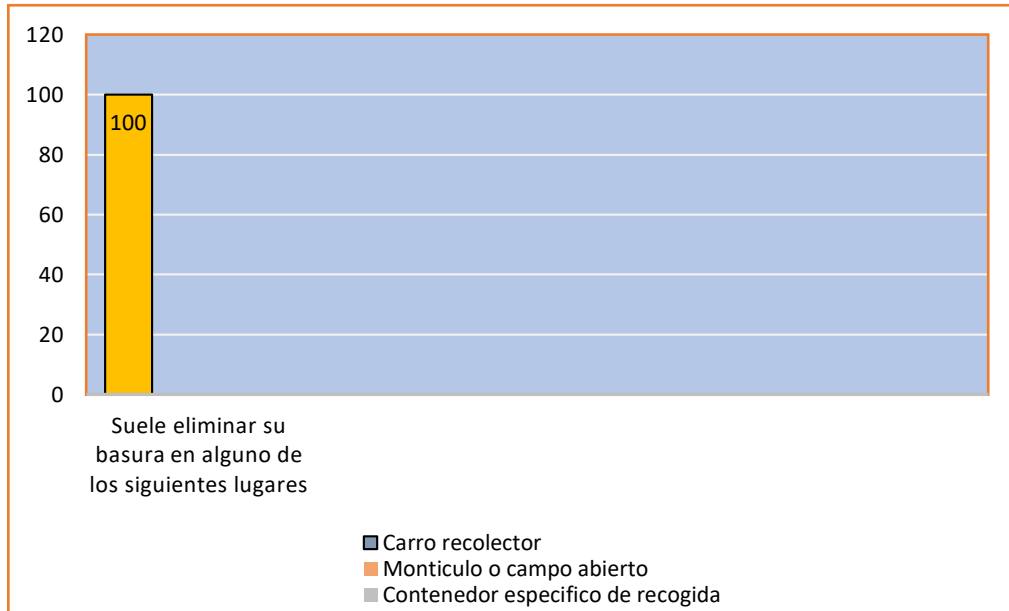 120
100
100
80
60
40
20
0
Suele eliminar su
basura en alguno de
los siguientes lugares
Carro recolector
Monticulo o campo abierto
Contenedor especifico de recogida